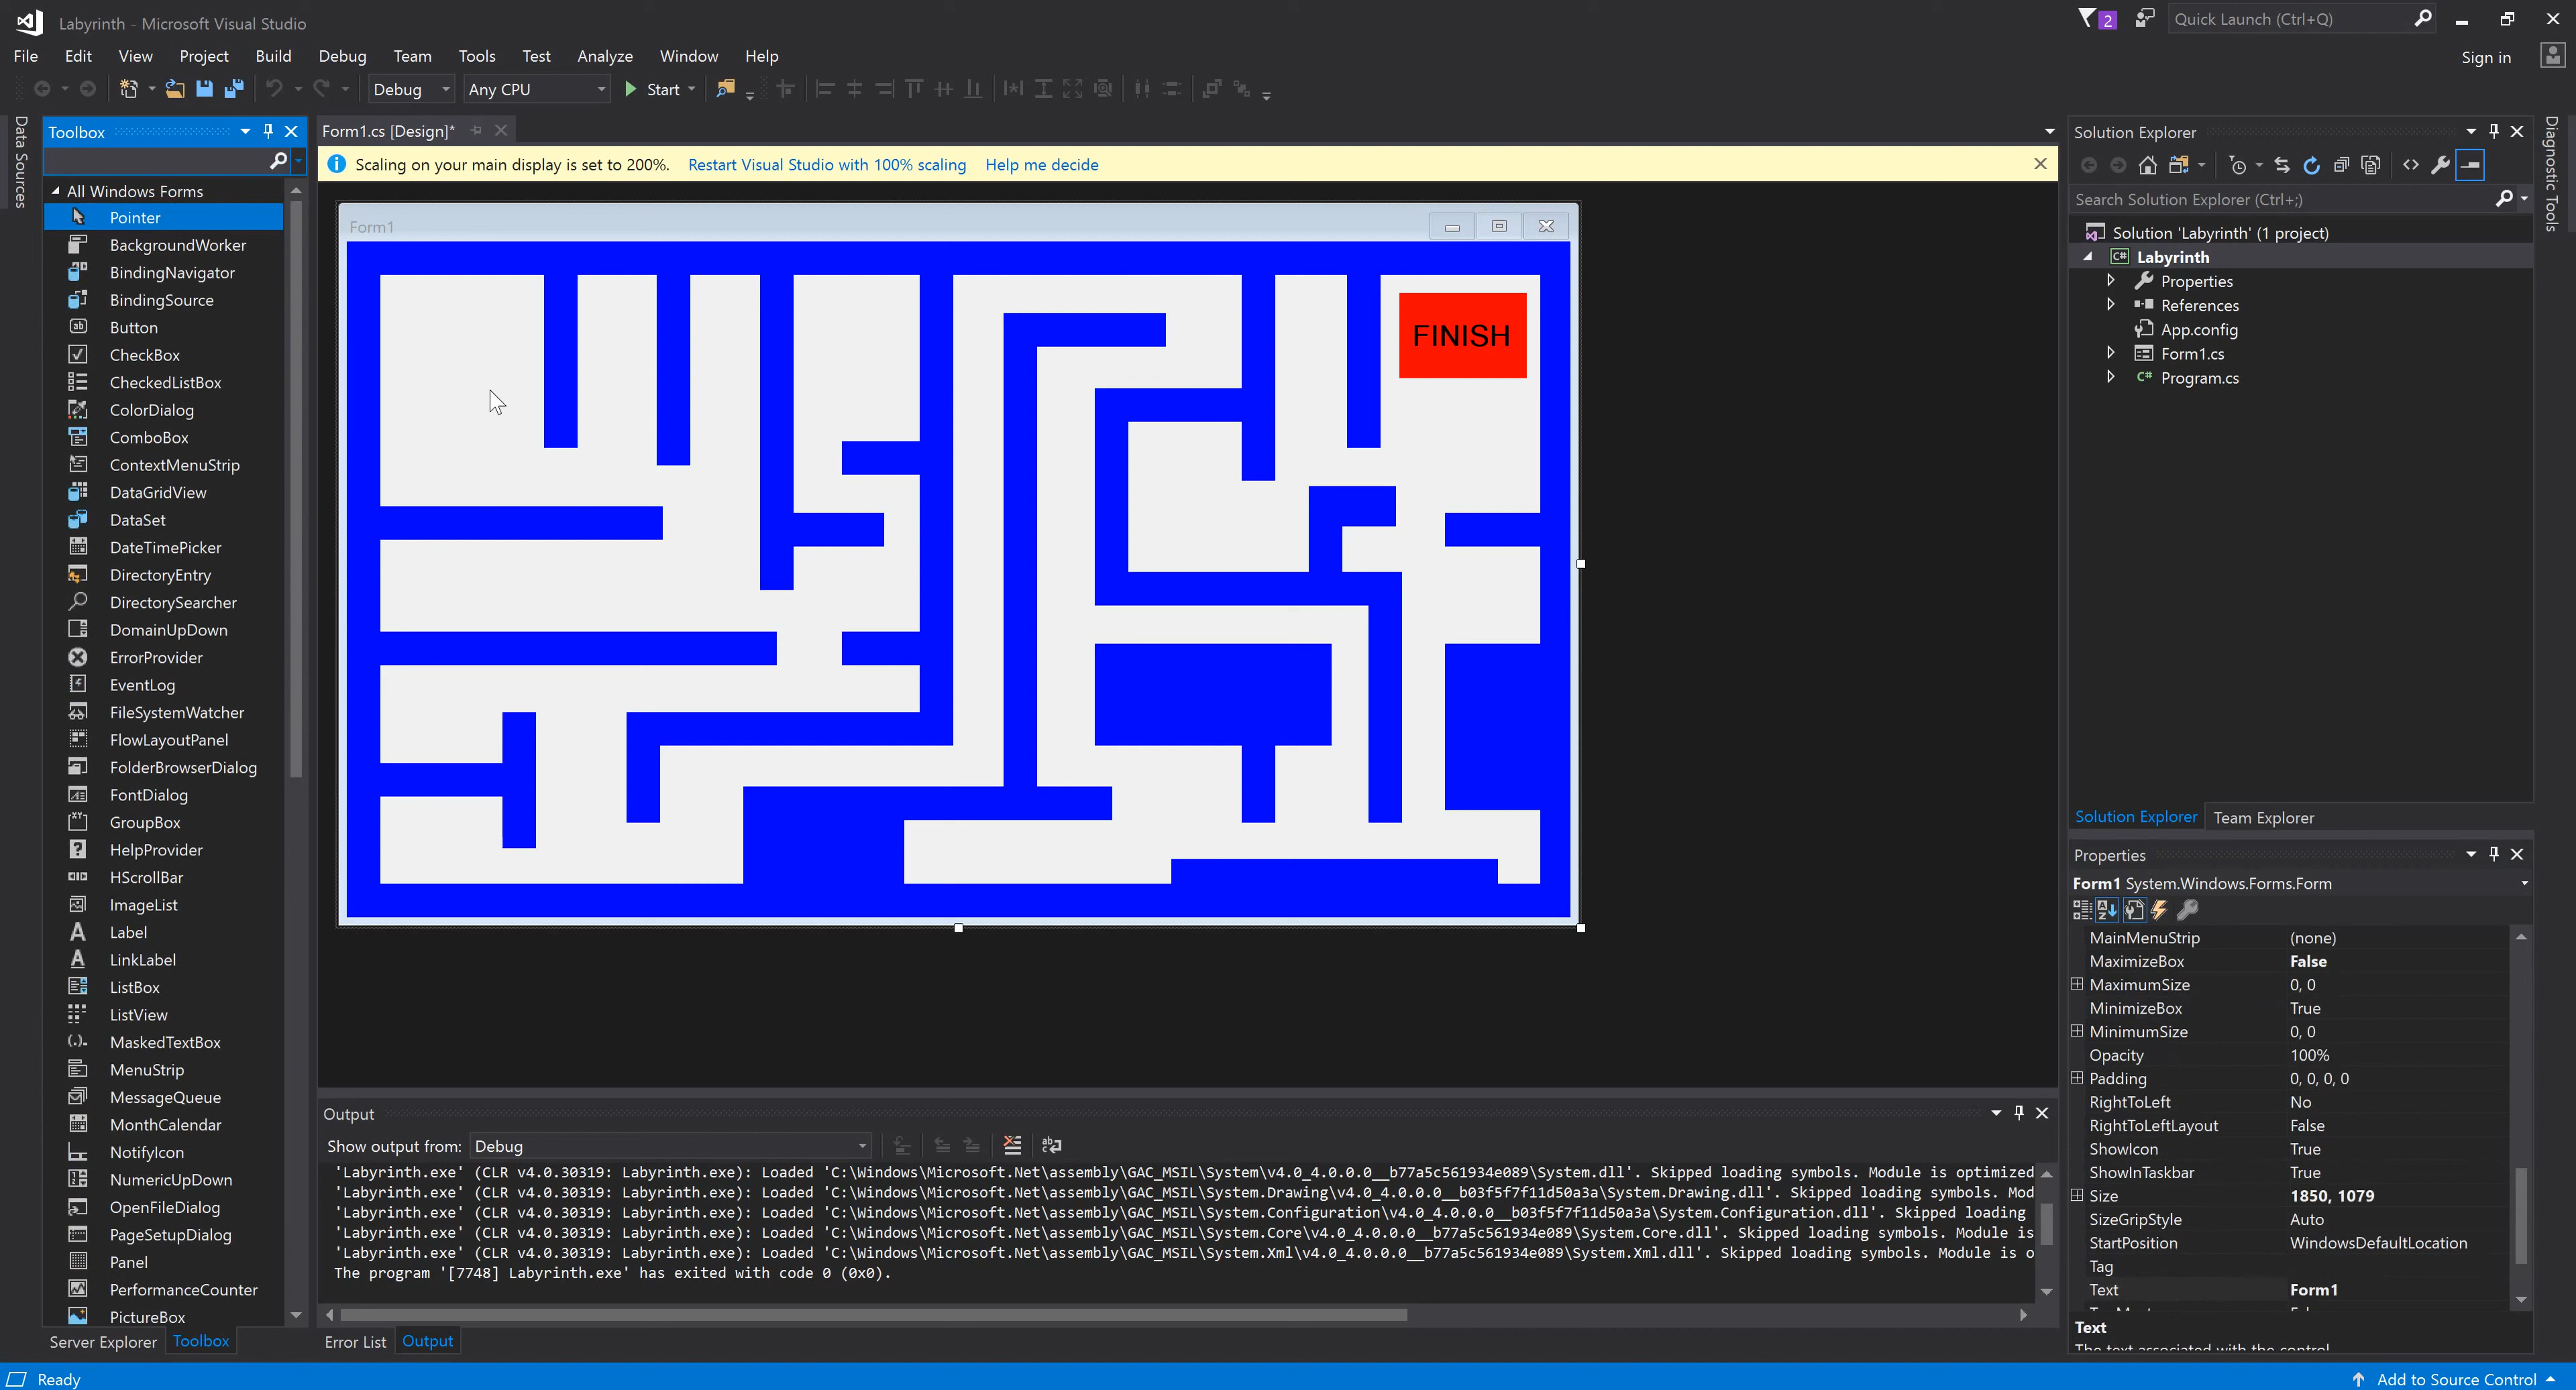 Labyrinth - Microsoft Visual Studio
2
Quick Launch (Ctrl+Q)
File Edit View Project Build Debug Team Tools Test Analyze Window Help
Sign in
Debug Any CPU Start
Data Sources
Toolbox
All Windows Forms
Pointer
BackgroundWorker
BindingNavigator
BindingSource
Button
CheckBox
CheckedListBox
ColorDialog
ComboBox
ContextMenuStrip
DataGridView
DataSet
DateTimePicker
DirectoryEntry
DirectorySearcher
DomainUpDown
ErrorProvider
EventLog
FileSystemWatcher
FlowLayoutPanel
FolderBrowserDialog
FontDialog
GroupBox
HelpProvider
HScrollBar
ImageList
Label
LinkLabel
ListBox
ListView
MaskedTextBox
MenuStrip
MessageQueue
MonthCalendar
NotifyIcon
NumericUpDown
OpenFileDialog
PageSetupDialog
Panel
PerformanceCounter
PictureBox
Server Explorer Toolbox
Form1.cs [Design]*
Scaling on your main display is set to 200%. Restart Visual Studio with 100% scaling Help me decide
Form1
FINISH
Output
Show output from: Debug
'Labyrinth.exe' (CLR v4.0.30319: Labyrinth.exe): Loaded 'C:\Windows\Microsoft.Net\assembly\GAC_MSIL\System\v4.0_4.0.0.0__b77a5c561934e089\System.dll'. Skipped loading symbols. Module is optimized
'Labyrinth.exe' (CLR v4.0.30319: Labyrinth.exe): Loaded 'C:\Windows\Microsoft.Net\assembly\GAC_MSIL\System.Drawing\v4.0_4.0.0.0__b03f5f7f11d50a3a\System.Drawing.dll'. Skipped loading symbols. Mod
'Labyrinth.exe' (CLR v4.0.30319: Labyrinth.exe): Loaded 'C:\Windows\Microsoft.Net\assembly\GAC_MSIL\System.Configuration\v4.0_4.0.0.0__b03f5f7f11d50a3a\System.Configuration.dll'. Skipped loading
'Labyrinth.exe' (CLR v4.0.30319: Labyrinth.exe): Loaded 'C:\Windows\Microsoft.Net\assembly\GAC_MSIL\System.Core\v4.0_4.0.0.0__b77a5c561934e089\System.Core.dll'. Skipped loading symbols. Module is
'Labyrinth.exe' (CLR v4.0.30319: Labyrinth.exe): Loaded 'C:\Windows\Microsoft.Net\assembly\GAC_MSIL\System.Xml\v4.0_4.0.0.0__b77a5c561934e089\System.Xml.dll'. Skipped loading symbols. Module is o
The program '[7748] Labyrinth.exe' has exited with code 0 (0x0).
Error List Output
Solution Explorer
Search Solution Explorer (Ctrl+;)
Solution 'Labyrinth' (1 project)
Labyrinth
Properties
References
App.config
Form1.cs
Program.cs
Solution Explorer Team Explorer
Diagnostic Tools
Properties
Form1 System.Windows.Forms.Form
MainMenuStrip (none)
MaximizeBox False
MaximumSize 0, 0
MinimizeBox True
MinimumSize 0, 0
Opacity 100%
Padding 0, 0, 0, 0
RightToLeft No
RightToLeftLayout False
ShowIcon True
ShowInTaskbar True
Size 1850, 1079
SizeGripStyle Auto
StartPosition WindowsDefaultLocation
Tag
Text Form1
Text
The text associated with the control
Ready
Add to Source Control